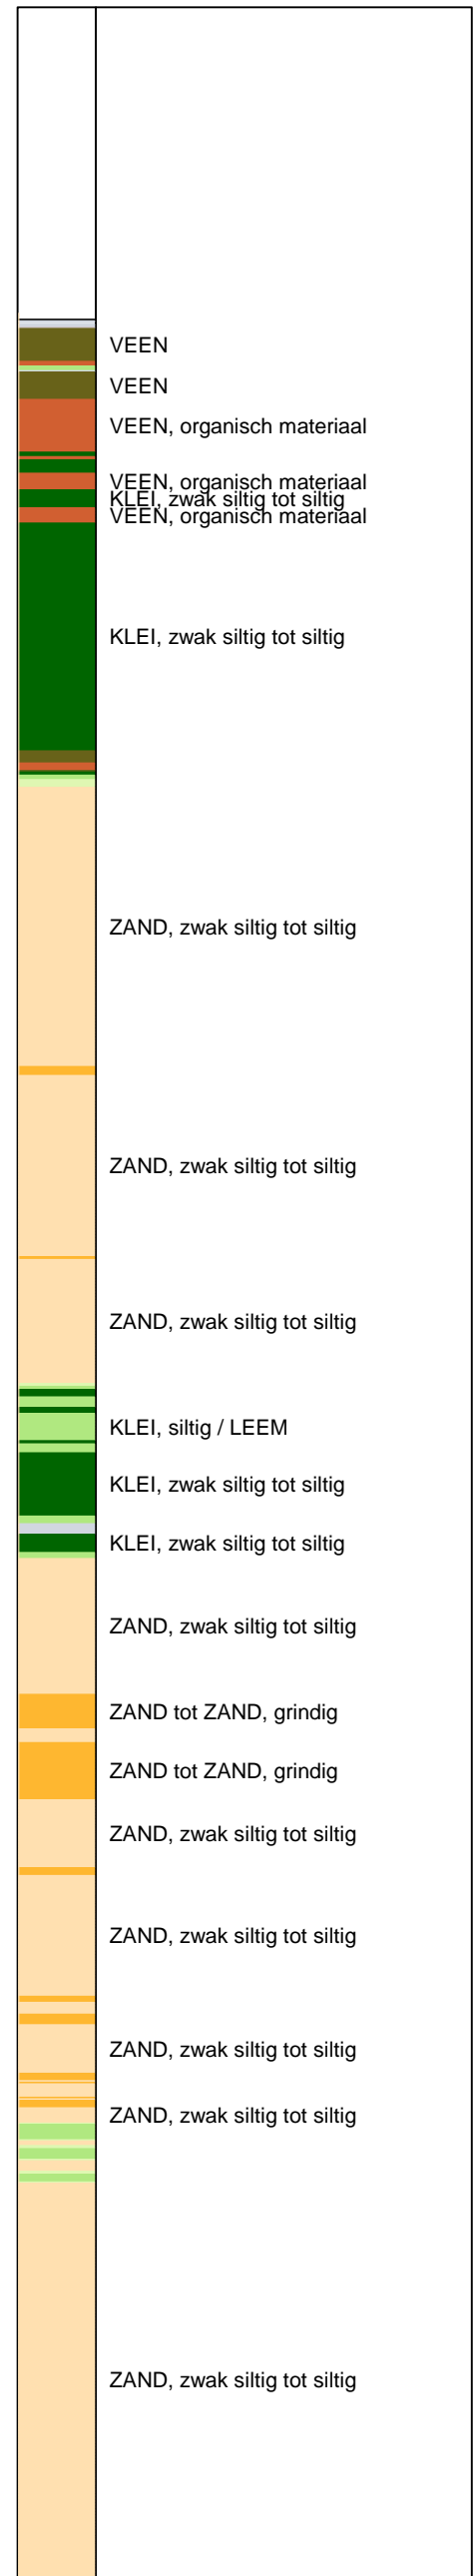 VEEN
VEEN
VEEN, organisch materiaal
VEEN, organisch materiaal
KLEI, zwak siltig tot siltig
VEEN, organisch materiaal
KLEI, zwak siltig tot siltig
ZAND, zwak siltig tot siltig
ZAND, zwak siltig tot siltig
ZAND, zwak siltig tot siltig
KLEI, siltig / LEEM
KLEI, zwak siltig tot siltig
KLEI, zwak siltig tot siltig
ZAND, zwak siltig tot siltig
ZAND tot ZAND, grindig
ZAND tot ZAND, grindig
ZAND, zwak siltig tot siltig
ZAND, zwak siltig tot siltig
ZAND, zwak siltig tot siltig
ZAND, zwak siltig tot siltig
ZAND, zwak siltig tot siltig